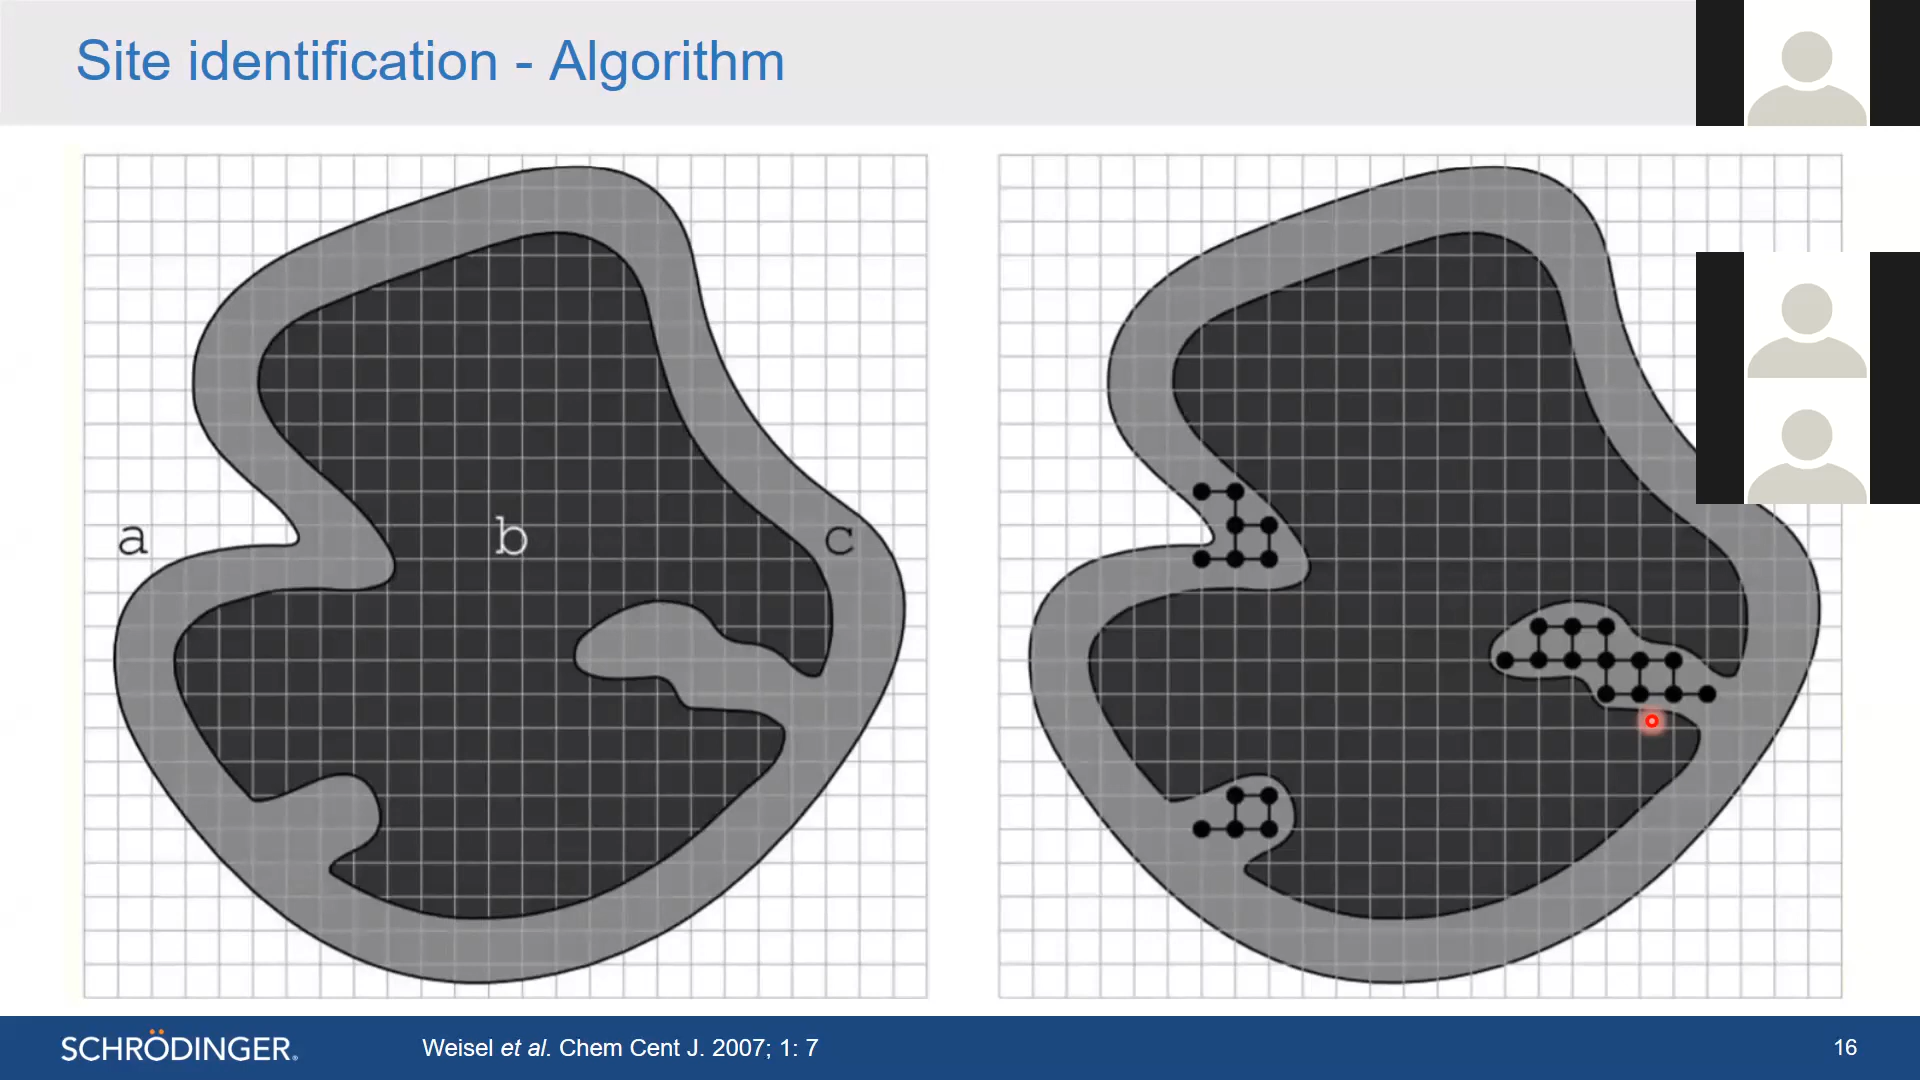 Site identification - Algorithm
a
b
c
SCHRÖDINGER®
Weisel et al. Chem Cent J. 2007; 1: 7
16